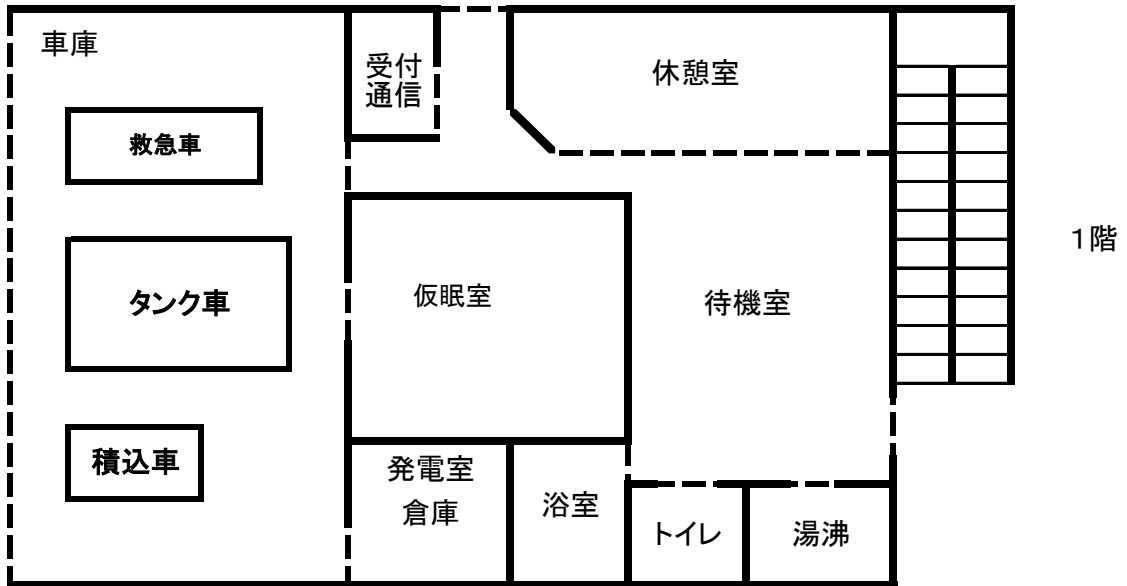 車庫
受付
通信
休憩室
救急車
タンク車
仮眠室
待機室
1階
積込車
発電室
倉庫
浴室
トイレ
湯沸